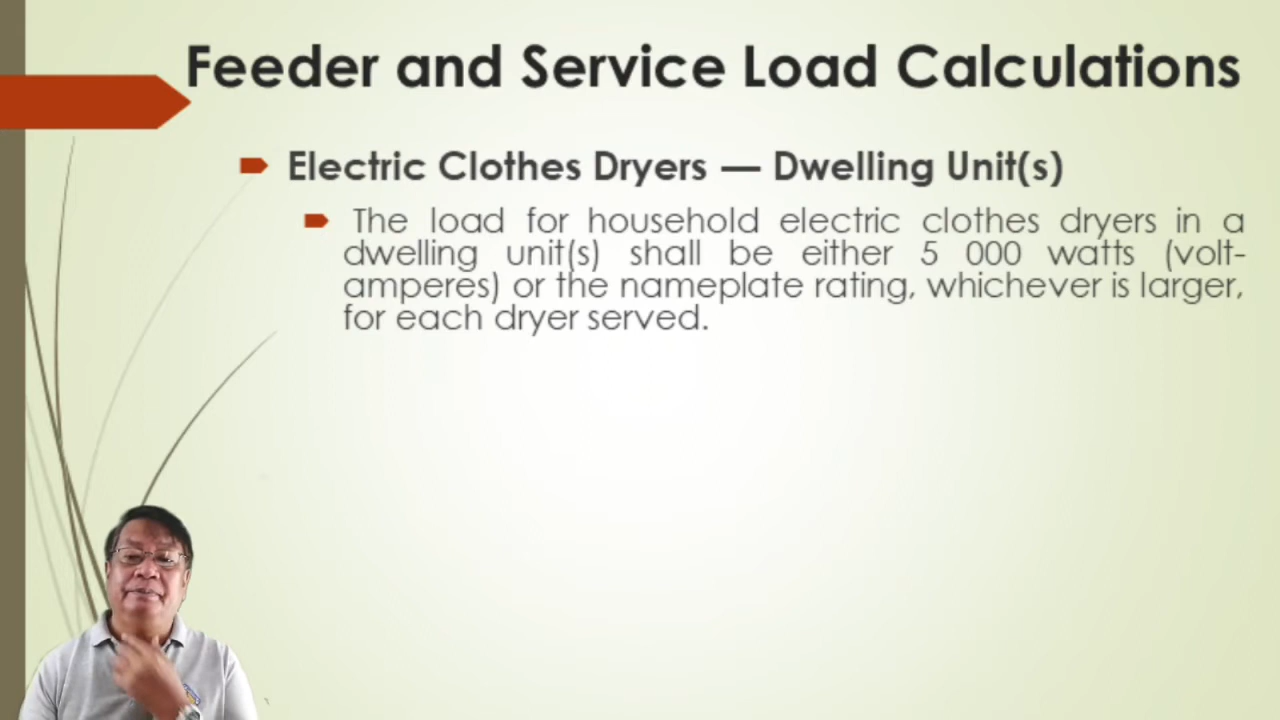 Feeder and Service Load Calculations
Electric Clothes Dryers — Dwelling Unit(s)
The load for household electric clothes dryers in a
dwelling unit(s) shall be either 5 000 watts (volt-
amperes) or the nameplate rating, whichever is larger,
for each dryer served.